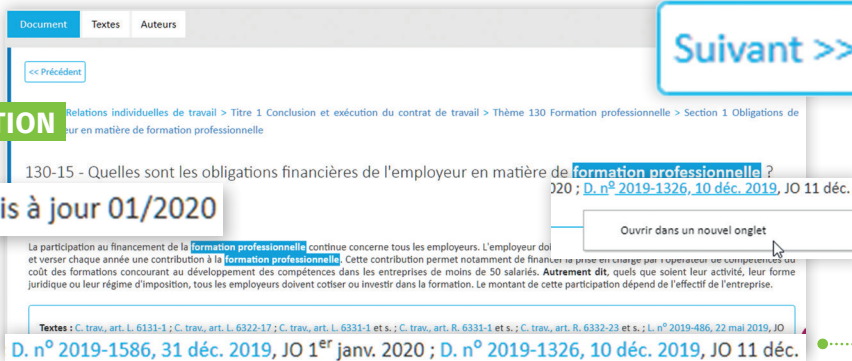 Document Textes Auteurs
Suivant >>
<< Précédent
Relations individuelles de travail > Titre 1 Conclusion et exécution du contrat de travail > Thème 130 Formation professionnelle > Section 1 Obligations de
TION
eur en matière de formation professionnelle
130-15 - Quelles sont les obligations financières de l'employeur en matière de formation professionnelle ?
020 ; D. nº 2019-1326, 10 déc. 2019, JO 11 déc.
is à jour 01/2020
Ouvrir dans un nouvel onglet
La participation au financement de la formation professionnelle continue concerne tous les employeurs. L'employeur doi
et verser chaque année une contribution à la formation professionnelle. Cette contribution permet notamment de financer la prise en charge par l'opérateur de compétences du
coût des formations concourant au développement des compétences dans les entreprises de moins de 50 salariés. Autrement dit, quels que soient leur activité, leur forme
juridique ou leur régime d'imposition, tous les employeurs doivent cotiser ou investir dans la formation. Le montant de cette participation dépend de l'effectif de l'entreprise.
Textes : C. trav., art. L. 6131-1 ; C. trav., art. L. 6322-17 ; C. trav., art. L. 6331-1 et s. ; C. trav., art. R. 6331-1 et s. ; C. trav., art. R. 6332-23 et s. ; L. nº 2019-486, 22 mai 2019, JO
D. nº 2019-1586, 31 déc. 2019, JO 1er janv. 2020 ; D. nº 2019-1326, 10 déc. 2019, JO 11 déc.